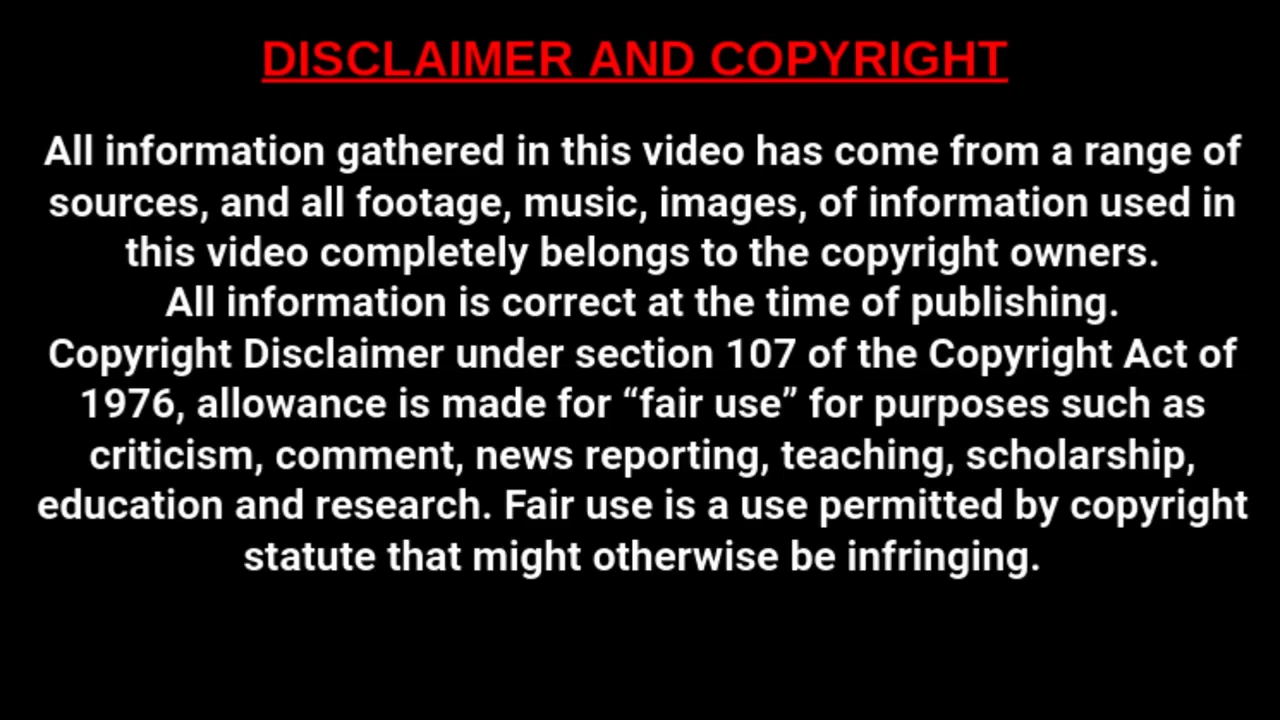 DISCLAIMER AND COPYRIGHT
All information gathered in this video has come from a range of
sources, and all footage, music, images, of information used in
this video completely belongs to the copyright owners.
All information is correct at the time of publishing.
Copyright Disclaimer under section 107 of the Copyright Act of
1976, allowance is made for “fair use” for purposes such as
criticism, comment, news reporting, teaching, scholarship,
education and research. Fair use is a use permitted by copyright
statute that might otherwise be infringing.